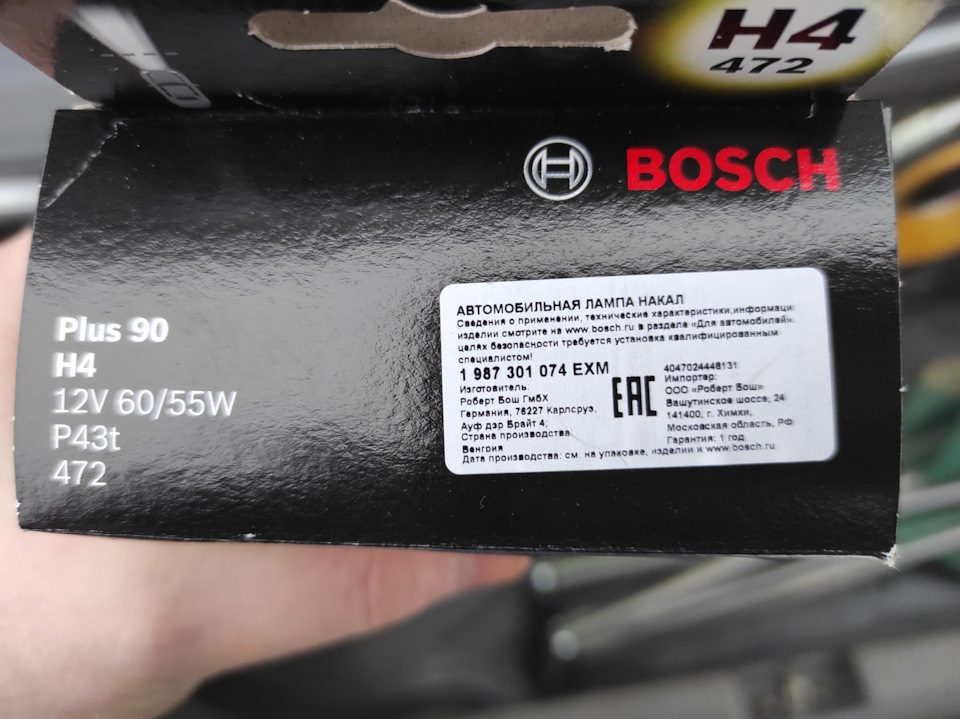 H4
472
BOSCH
Plus 90
H4
12V 60/55W
P43t
472
АВТОМОБИЛЬНАЯ ЛАМПА НАКАЛ
Сведения о применении, технические характеристики,информаци
изделии смотрите на www.bosch.ru в разделе «Для автомобилей».
целях безопасности требуется установка квалифицированным
специалистом!
1 987 301 074 EXM
Изготовитель:
Роберт Бош ГмбХ
Германия, 76227 Карлсруэ,
Ауф дэр Брайт 4;
Страна производства:
Венгрия
EAC
4047024448131
Импортер:
ООО «Роберт Бош»
Вашутинское шоссе, 24
141400, г. Химки,
Московская область, РФ
Гарантия: 1 год
Дата производства: см. на упаковке, изделии и www.bosch.ru